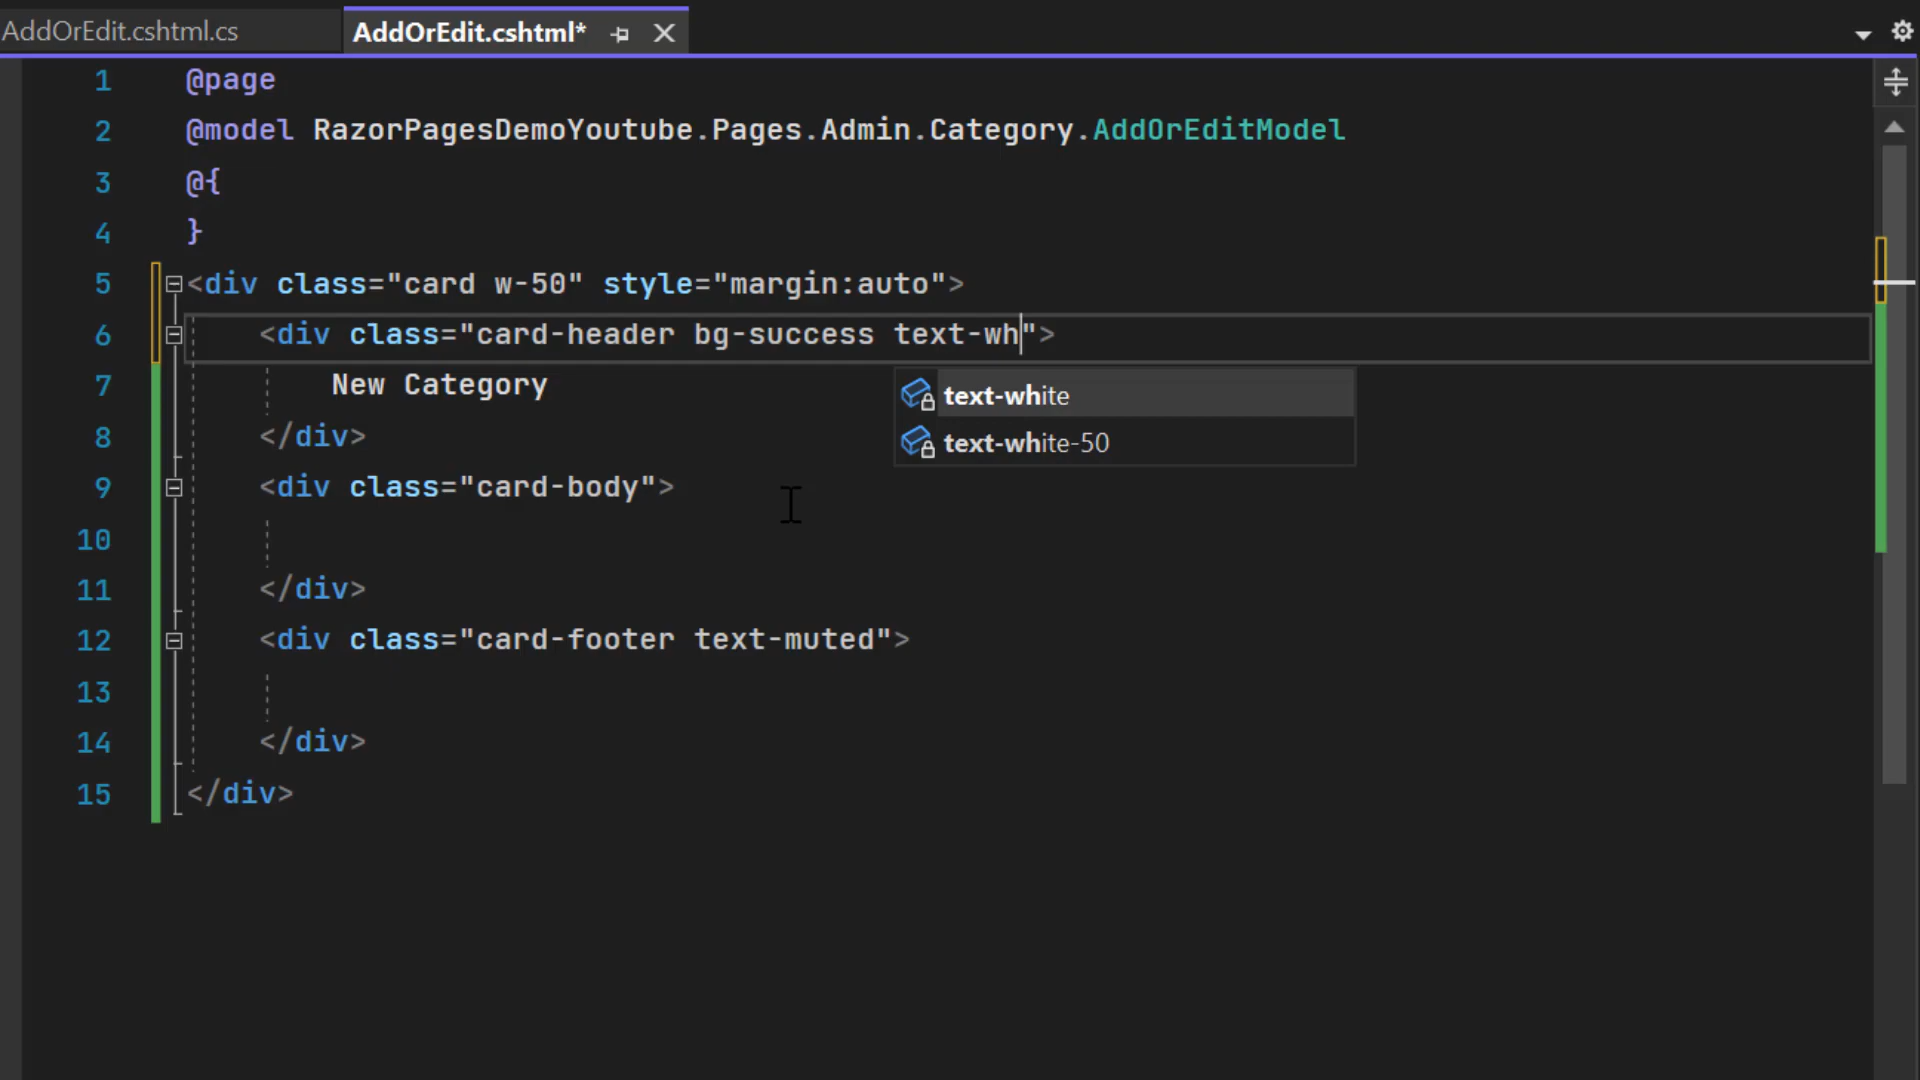 AddOrEdit.cshtml.cs
AddOrEdit.cshtml*
1 @page
2 @model RazorPagesDemoYoutube.Pages.Admin.Category.AddOrEditModel
3 @{
4 }
5 <div class="card w-50" style="margin:auto">
6 <div class="card-header bg-success text-wh">
7 New Category
text-white
8 </div>
text-white-50
9 <div class="card-body">
10
11 </div>
12 <div class="card-footer text-muted">
13
14 </div>
15 </div>